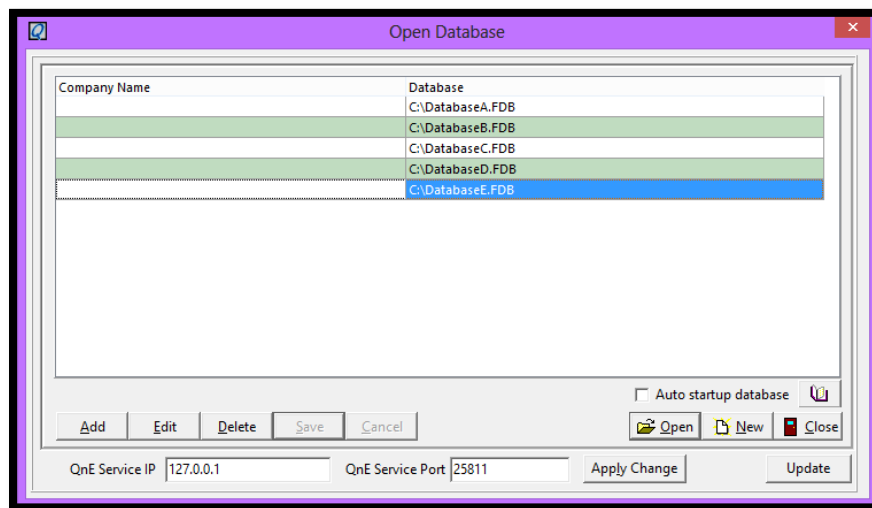 Open Database
Company Name Database
C:\DatabaseA.FDB
C:\DatabaseB.FDB
C:\DatabaseC.FDB
C:\DatabaseD.FDB
C:\DatabaseE.FDB
Auto startup database
Add Edit Delete Save Cancel Open New Close
QnE Service IP 127.0.0.1 QnE Service Port 25811 Apply Change Update